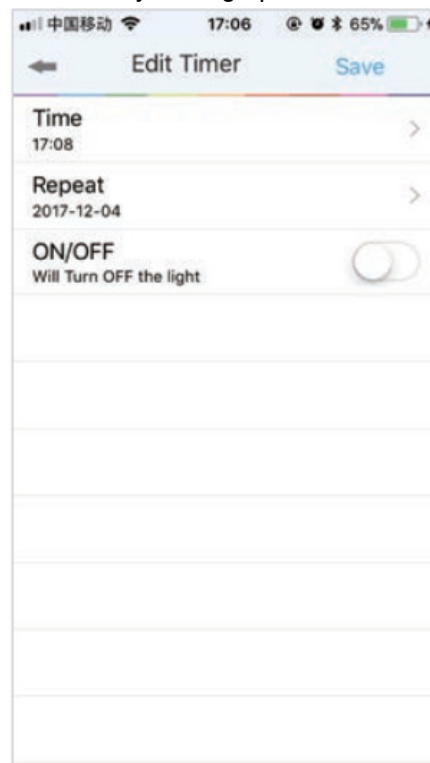 中国移动 17:06 65%
Edit Timer Save
Time
17:08
Repeat
2017-12-04
ON/OFF
Will Turn OFF the light